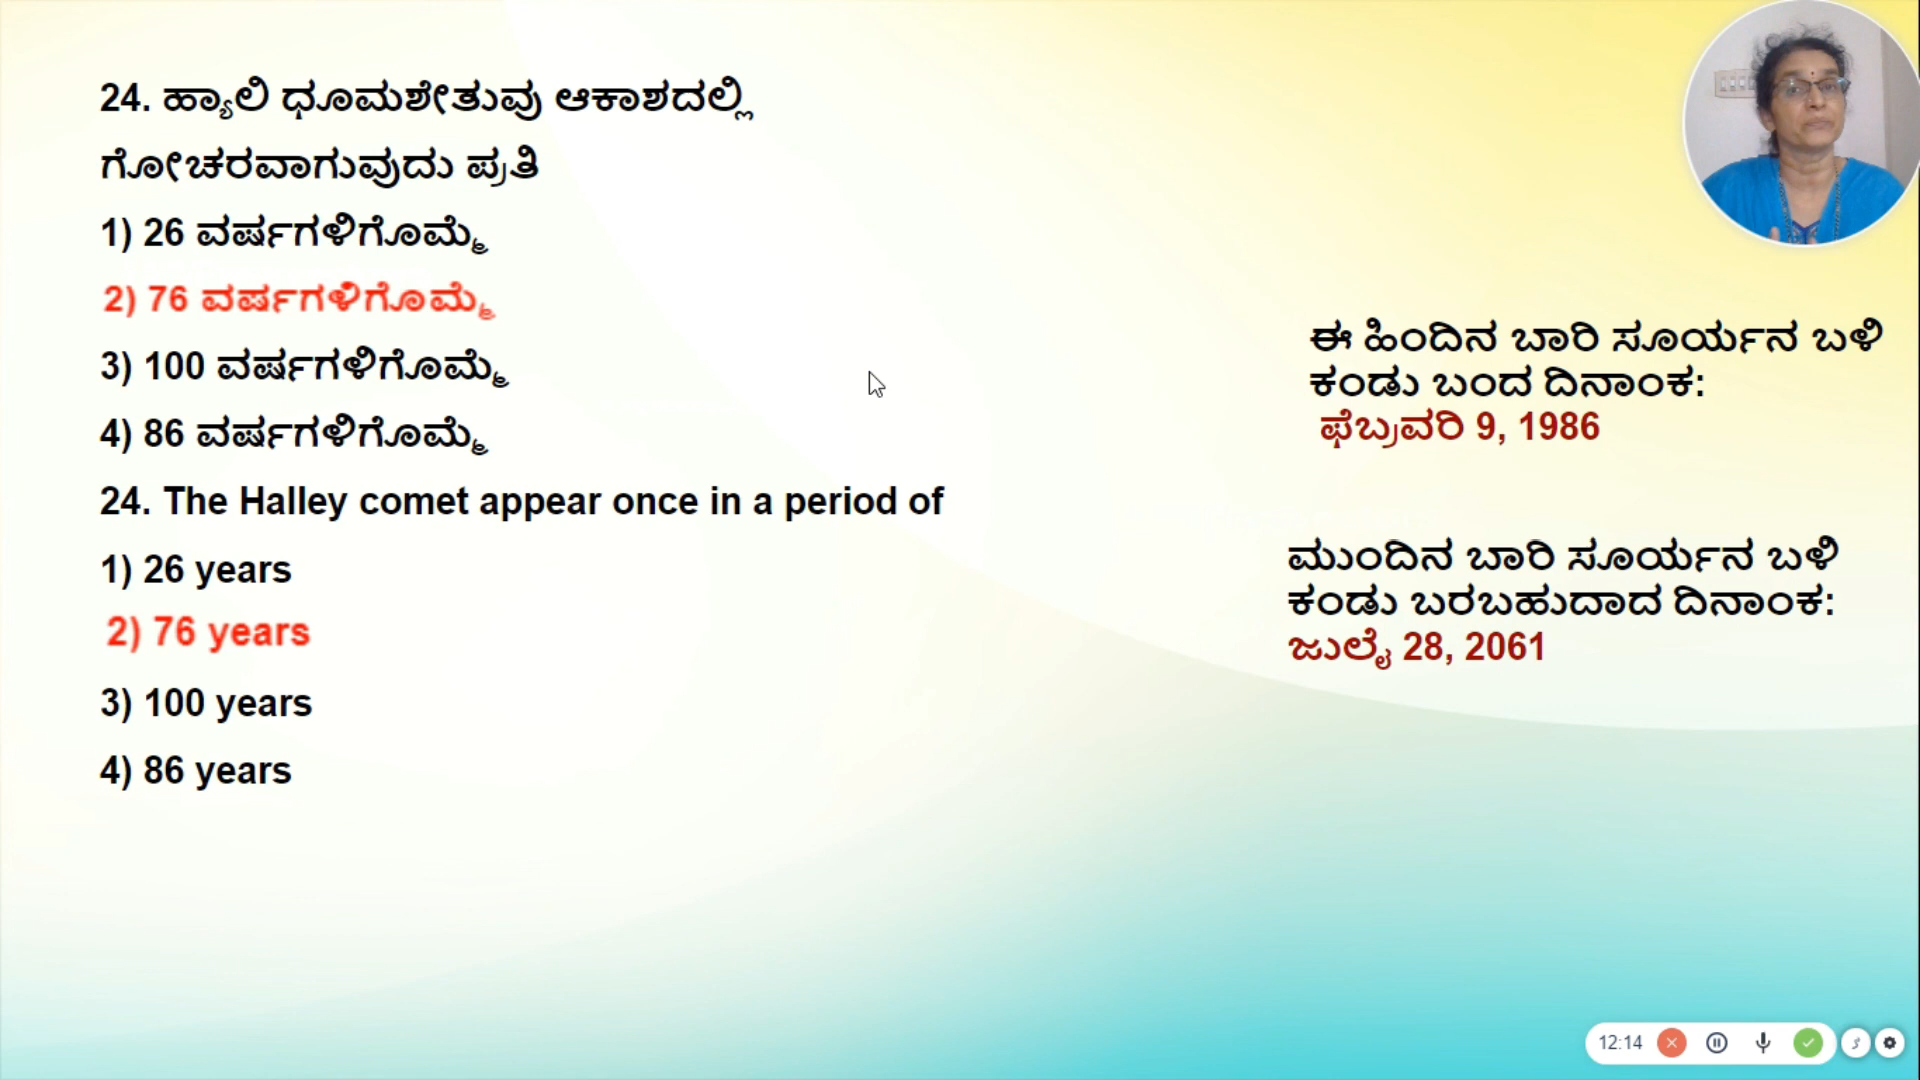 24. ಹ್ಯಾಲಿ ಧೂಮಶೇತುವು ಆಕಾಶದಲ್ಲಿ
ಗೋಚರವಾಗುವುದು ಪ್ರತಿ
1) 26 ವರ್ಷಗಳಿಗೊಮ್ಮೆ
2) 76 ವರ್ಷಗಳಿಗೊಮ್ಮೆ
3) 100 ವರ್ಷಗಳಿಗೊಮ್ಮೆ
4) 86 ವರ್ಷಗಳಿಗೊಮ್ಮೆ
24. The Halley comet appear once in a period of
1) 26 years
2) 76 years
3) 100 years
4) 86 years
ಈ ಹಿಂದಿನ ಬಾರಿ ಸೂರ್ಯನ ಬಳಿ
ಕಂಡು ಬಂದ ದಿನಾಂಕ:
ಫೆಬ್ರವರಿ 9, 1986
ಮುಂದಿನ ಬಾರಿ ಸೂರ್ಯನ ಬಳಿ
ಕಂಡು ಬರಬಹುದಾದ ದಿನಾಂಕ:
ಜುಲೈ 28, 2061
12:14